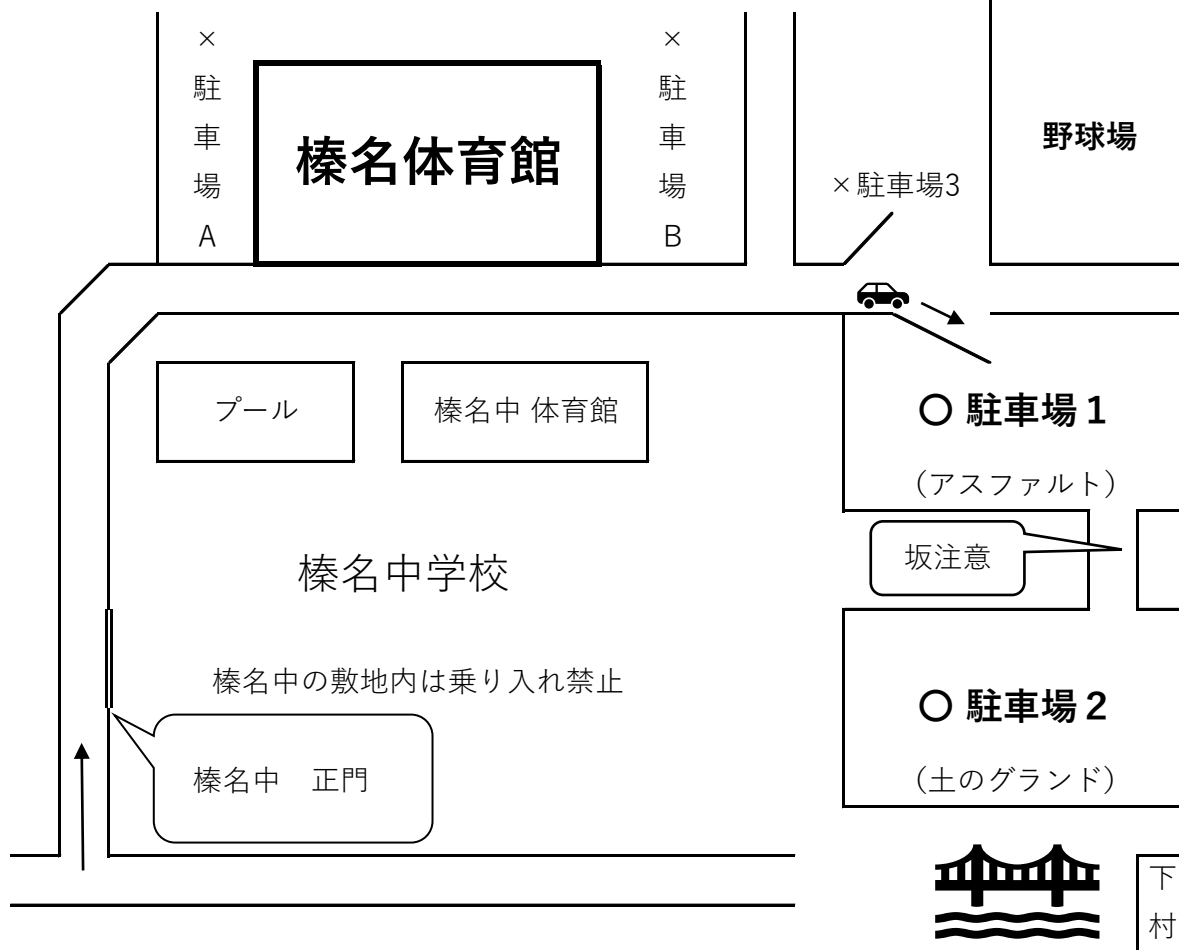 ×駐車場A
榛名体育館
×駐車場B
×駐車場3
野球場
プール
榛名中 体育館
○ 駐車場1
（アスファルト）
坂注意
榛名中学校
榛名中の敷地内は乗り入れ禁止
榛名中　正門
○ 駐車場2
（土のグランド）
下村